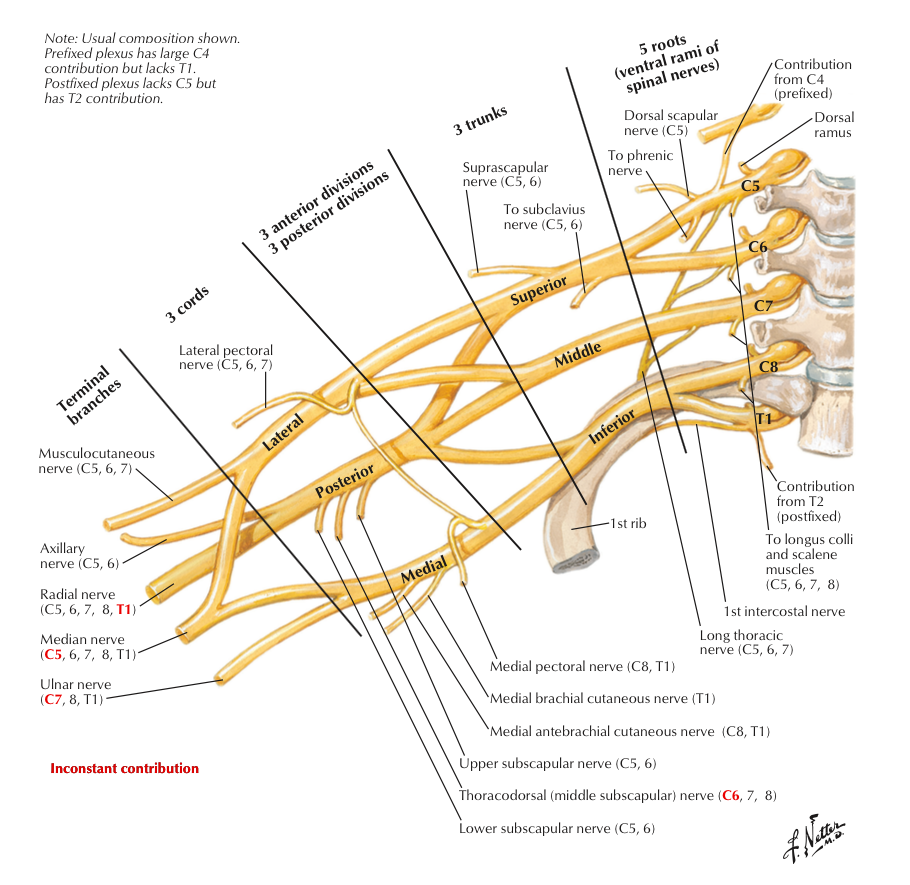 Note: Usual composition shown.
Prefixed plexus has large C4
contribution but lacks T1.
Postfixed plexus lacks C5 but
has T2 contribution.
5 roots
(ventral rami of
spinal nerves)
Contribution
from C4
(prefixed)
Dorsal
ramus
3 trunks
Dorsal scapular
nerve (C5)
To phrenic
nerve
Suprascapular
nerve (C5, 6)
To subclavius
nerve (C5, 6)
3 anterior divisions
3 posterior divisions
3 cords
Terminal
branches
C5
C6
C7
C8
T1
Superior
Middle
Inferior
Lateral pectoral
nerve (C5, 6, 7)
Lateral
Posterior
Medial
Musculocutaneous
nerve (C5, 6, 7)
Axillary
nerve (C5, 6)
Radial nerve
(C5, 6, 7, 8, T1)
Median nerve
(C5, 6, 7, 8, T1)
Ulnar nerve
(C7, 8, T1)
1st rib
Contribution
from T2
(postfixed)
To longus colli
and scalene
muscles
(C5, 6, 7, 8)
1st intercostal nerve
Long thoracic
nerve (C5, 6, 7)
Medial pectoral nerve (C8, T1)
Medial brachial cutaneous nerve (T1)
Medial antebrachial cutaneous nerve (C8, T1)
Upper subscapular nerve (C5, 6)
Thoracodorsal (middle subscapular) nerve (C6, 7, 8)
Lower subscapular nerve (C5, 6)
Inconstant contribution
F. Netter
M.D.